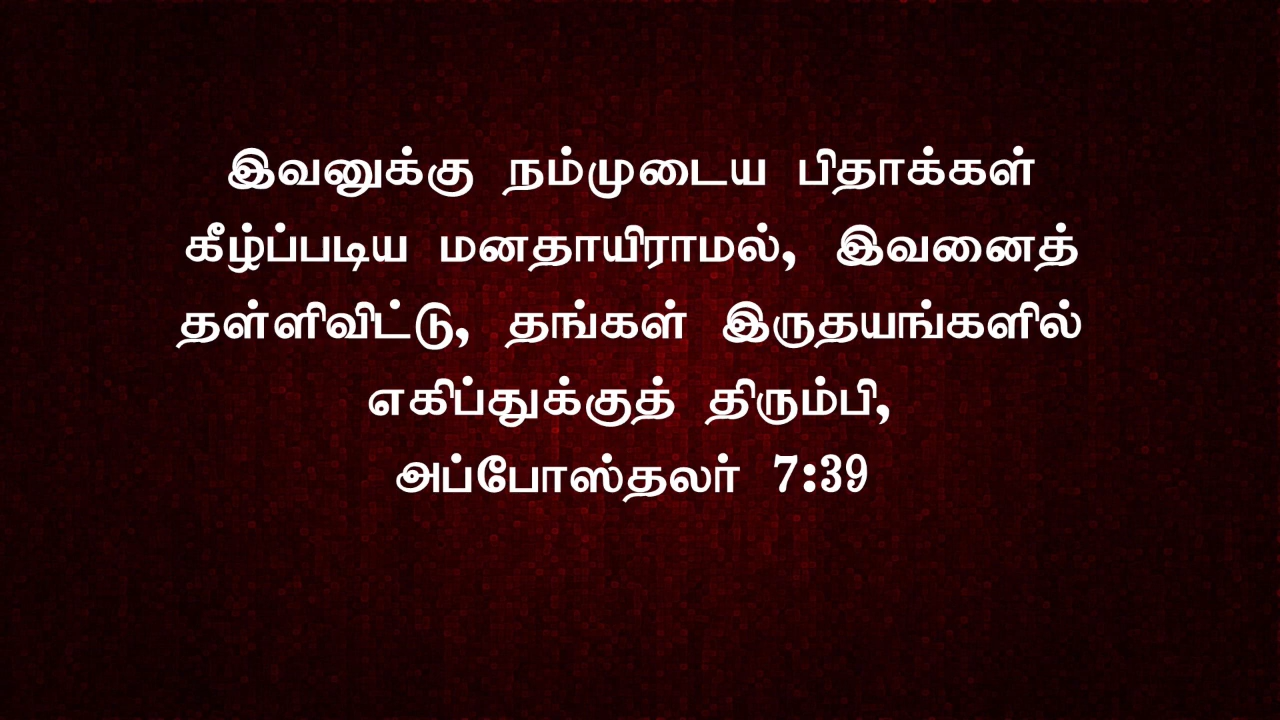 இவனுக்கு நம்முடைய பிதாக்கள்
கீழ்ப்படிய மனதாயிராமல், இவனைத்
தள்ளிவிட்டு, தங்கள் இருதயங்களில்
எகிப்துக்குத் திரும்பி,
அப்போஸ்தலர் 7:39